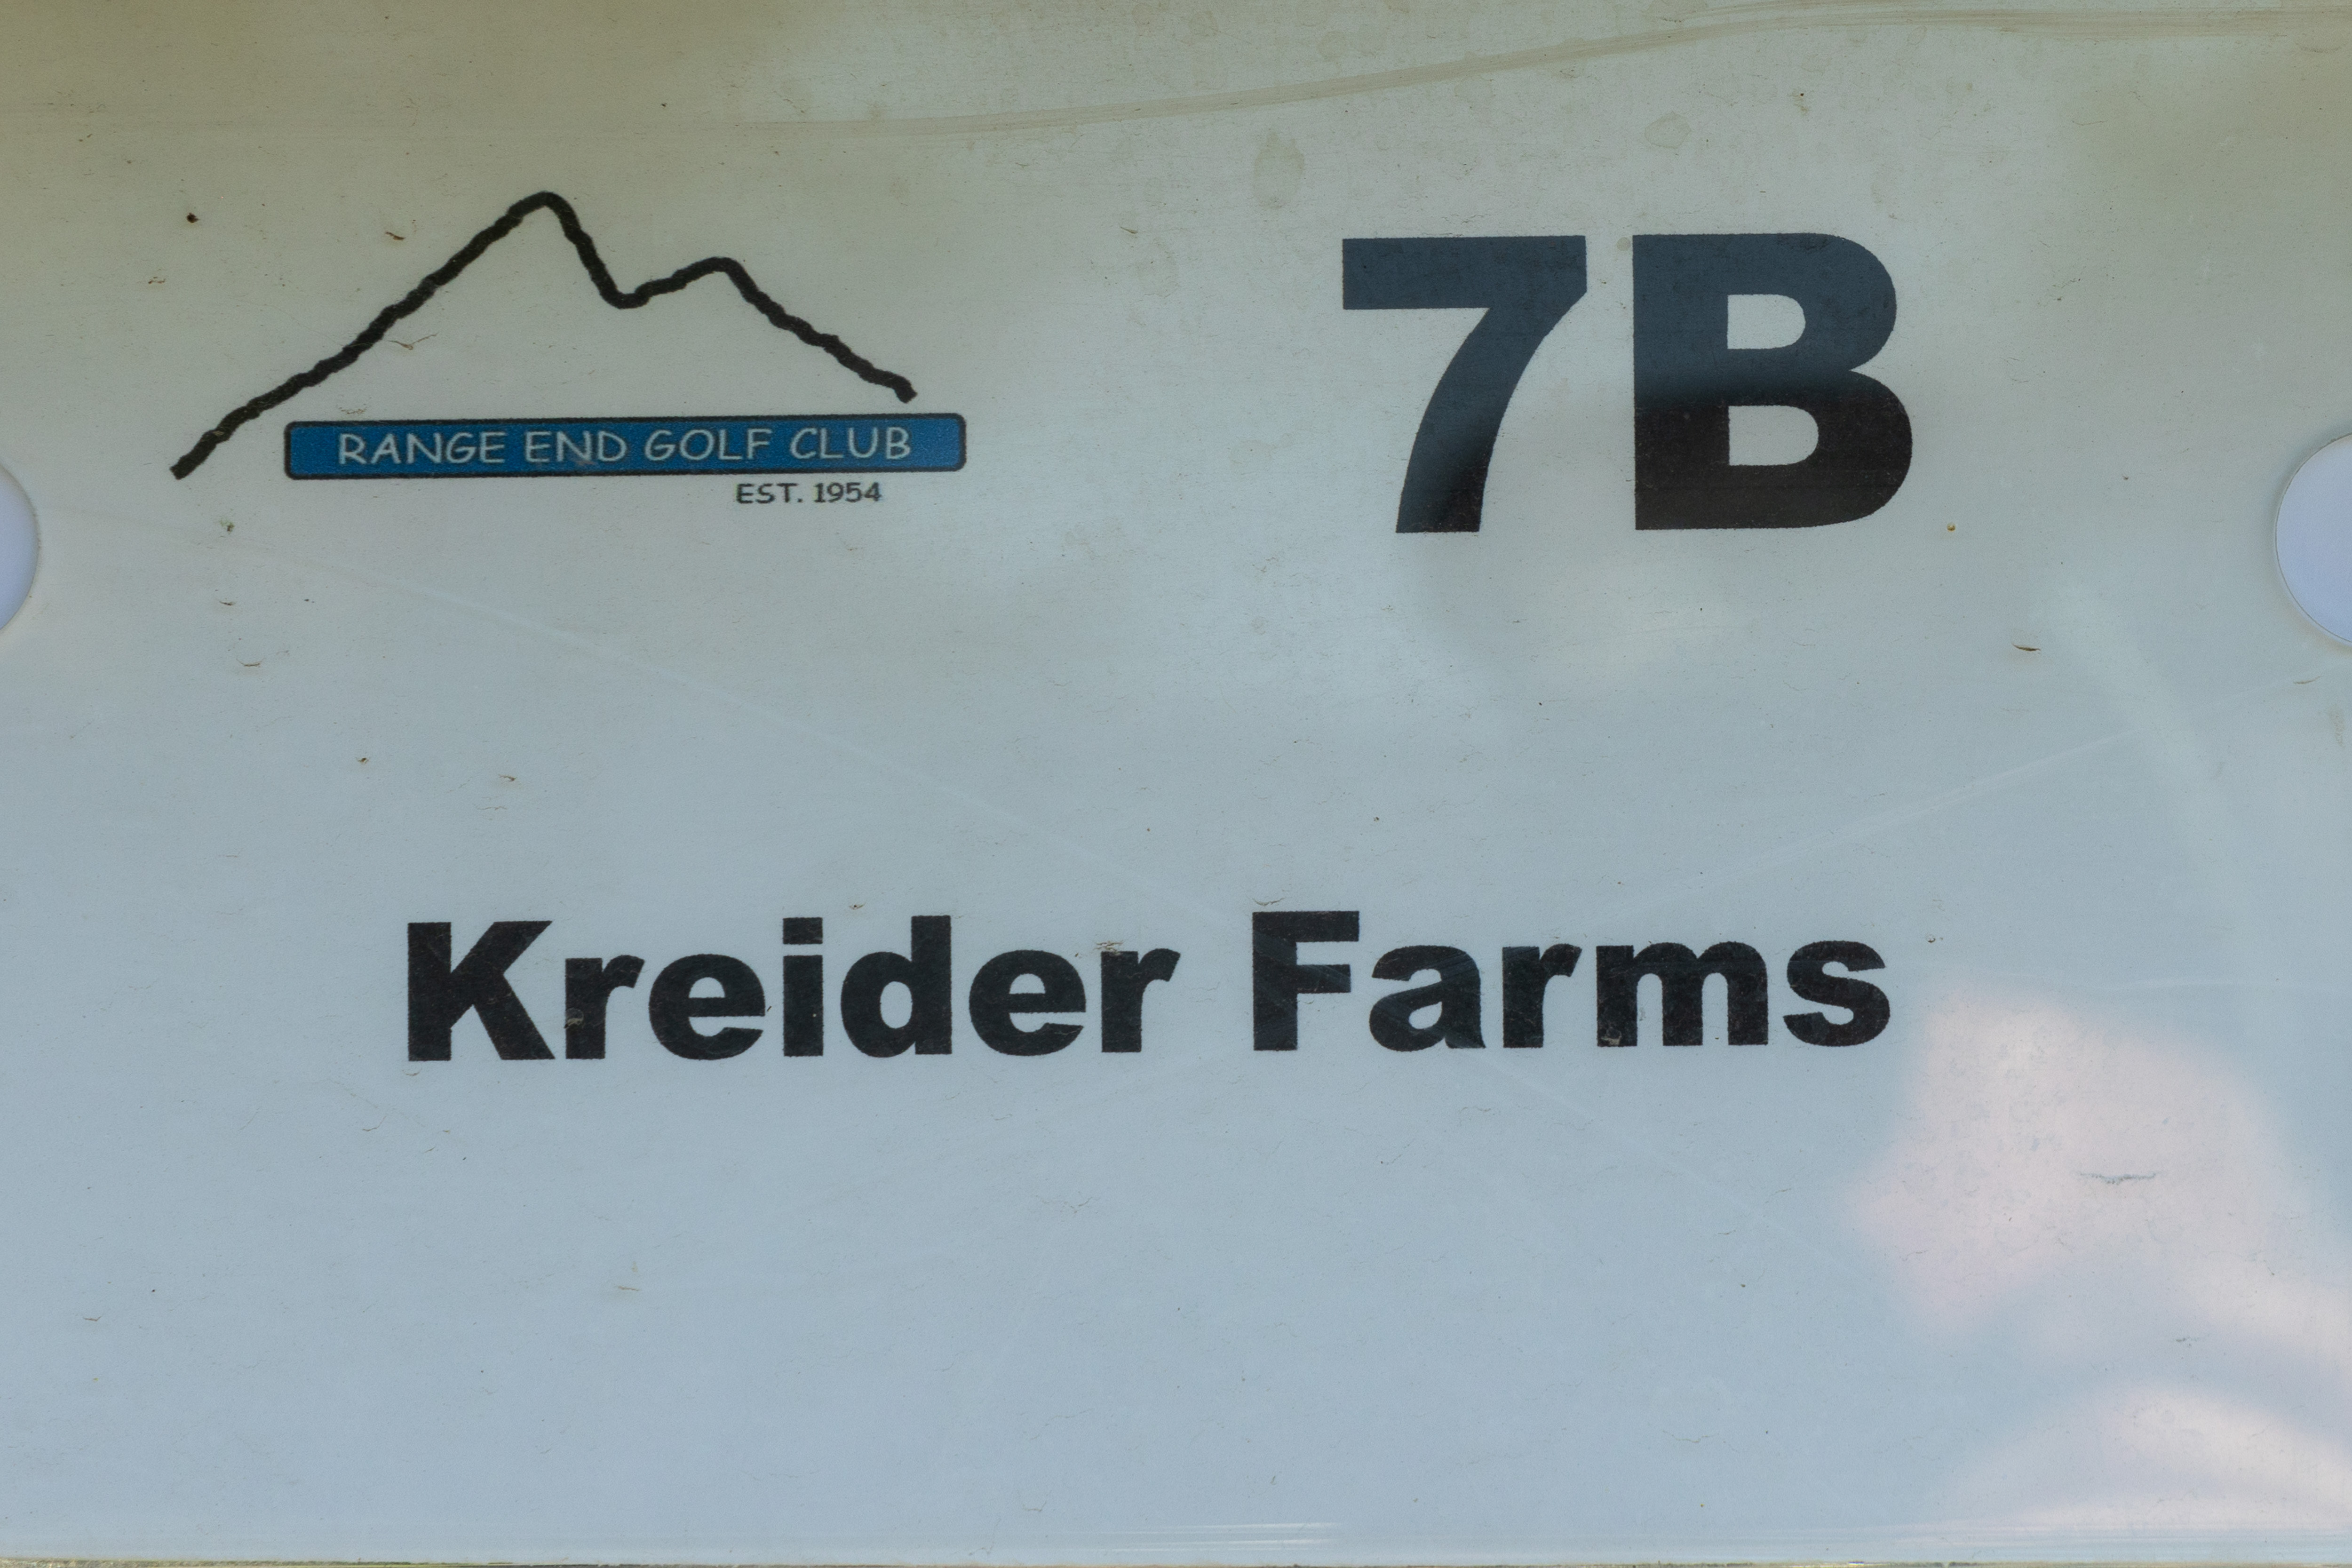 7B
RANGE END GOLF CLUB
EST. 1954
Kreider Farms